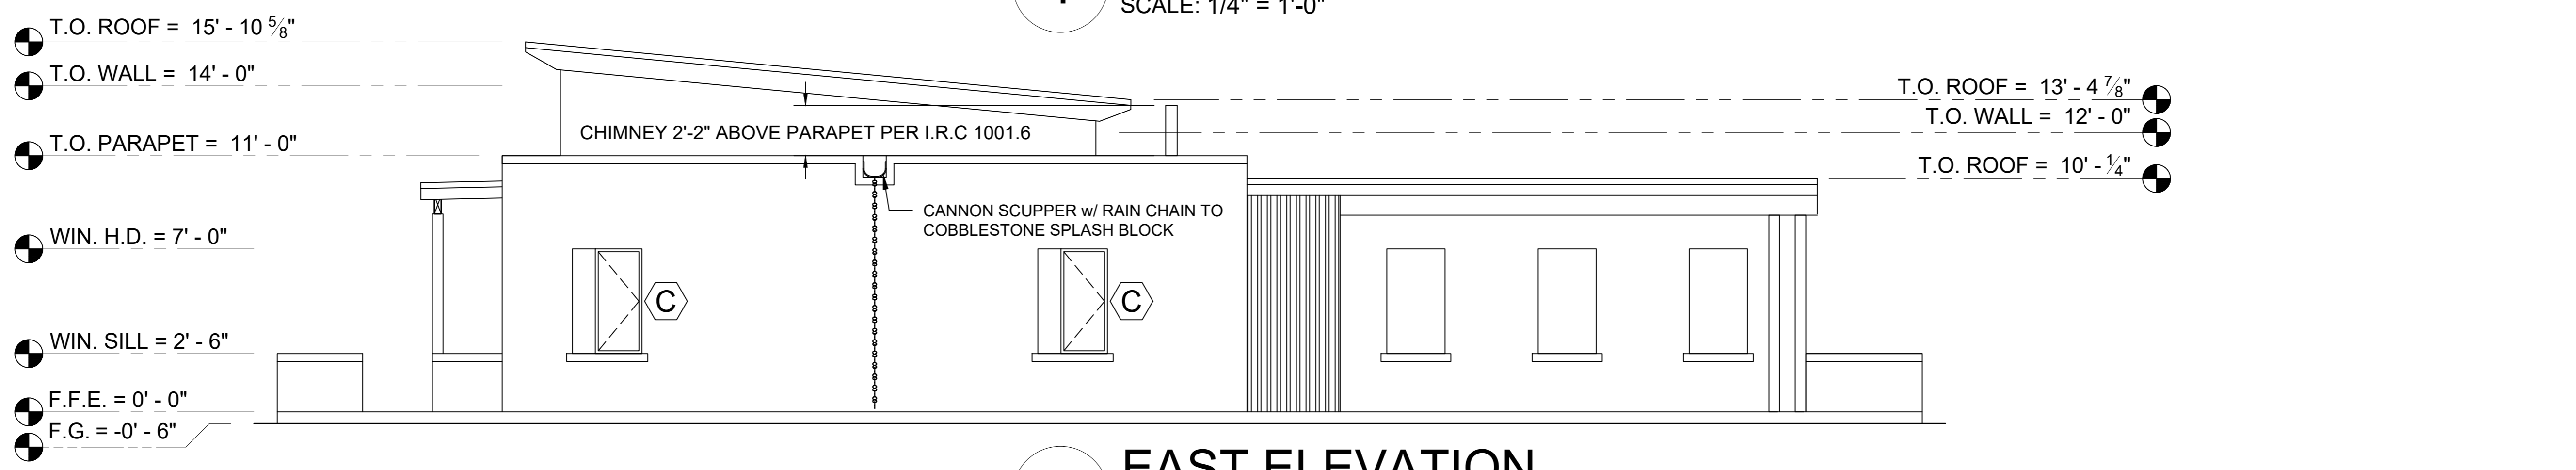 SCALE: 1/4" = 1'-0"
T.O. ROOF = 15' - 10 5⁄8"
T.O. WALL = 14' - 0"
T.O. PARAPET = 11' - 0"
WIN. H.D. = 7' - 0"
WIN. SILL = 2' - 6"
F.F.E. = 0' - 0"
F.G. = -0' - 6"
CHIMNEY 2'-2" ABOVE PARAPET PER I.R.C 1001.6
CANNON SCUPPER w/ RAIN CHAIN TO
COBBLESTONE SPLASH BLOCK
C
C
T.O. ROOF = 13' - 4 7⁄8"
T.O. WALL = 12' - 0"
T.O. ROOF = 10' - 1⁄4"
EAST ELEVATION